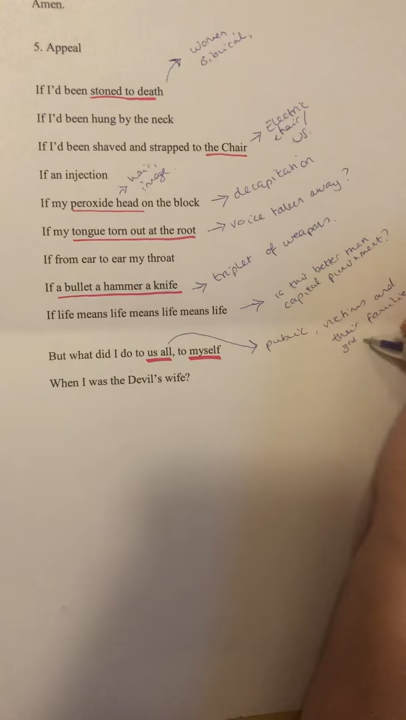 Amen.
5. Appeal
women,
biblical,
If I'd been stoned to death
If I'd been hung by the neck
If I'd been shaved and strapped to the Chair
Electric
chair/
US.
If an injection
hair,
image
If my peroxide head on the block
decapitation
If my tongue torn out at the root
voice taken away?
If from ear to ear my throat
If a bullet a hammer a knife
triplet of weapons.
If life means life means life means life
is this better than
capital punishment?
But what did I do to us all, to myself
public, victims and
their families
3rd
When I was the Devil's wife?